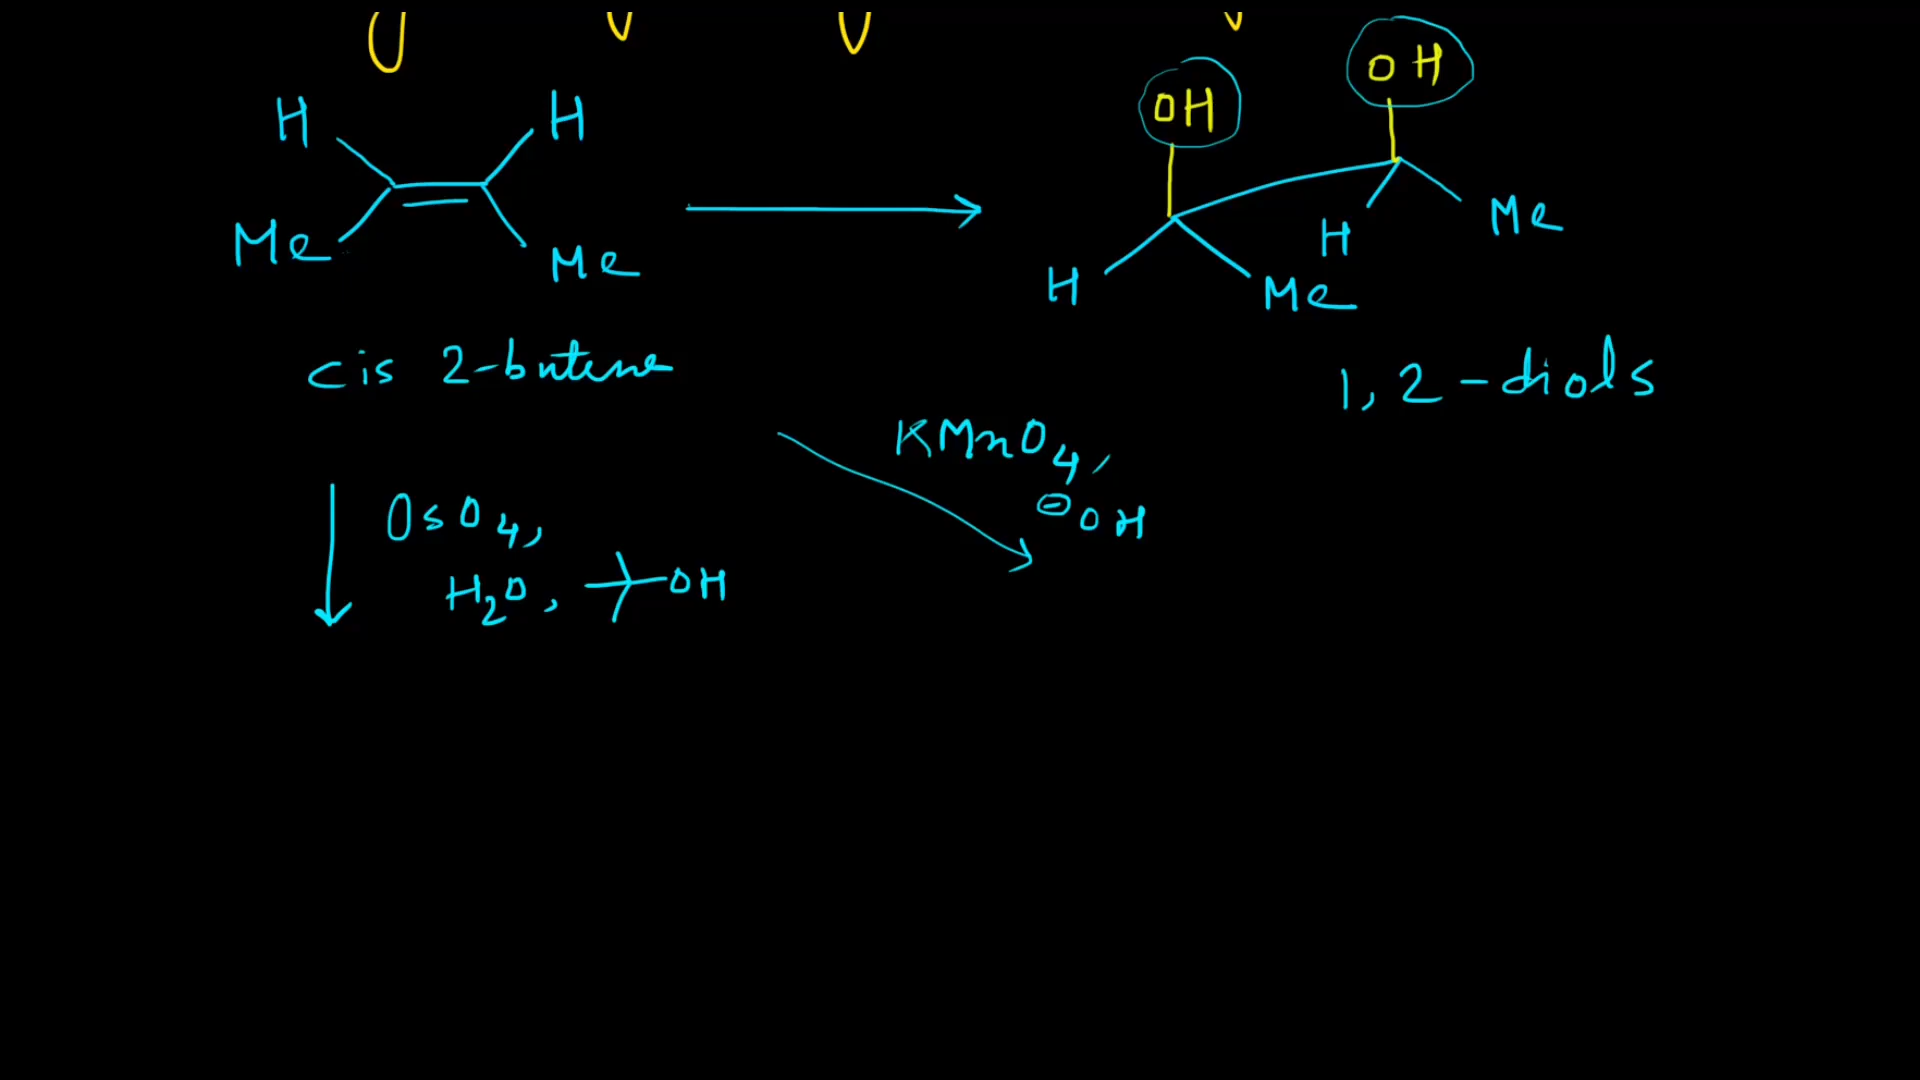 OH
OH
H H
Me Me
H Me
H Me
cis 2-butene
1, 2-diols
KMnO4,
⊖OH
OsO4,
H2O, OH